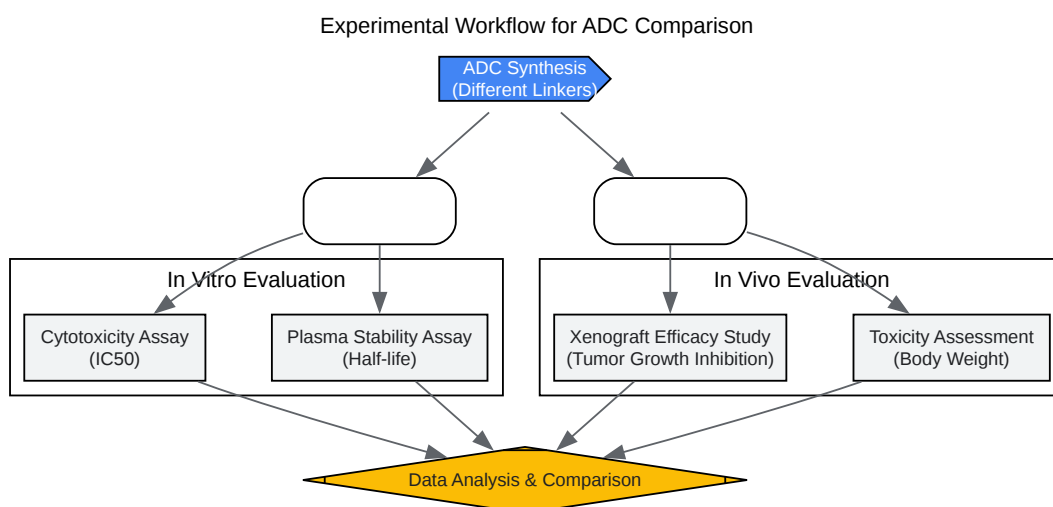 Experimental Workflow for ADC Comparison
ADC Synthesis
(Different Linkers)
In Vitro Evaluation
In Vivo Evaluation
Cytotoxicity Assay
(IC50)
Plasma Stability Assay
(Half-life)
Xenograft Efficacy Study
(Tumor Growth Inhibition)
Toxicity Assessment
(Body Weight)
Data Analysis & Comparison